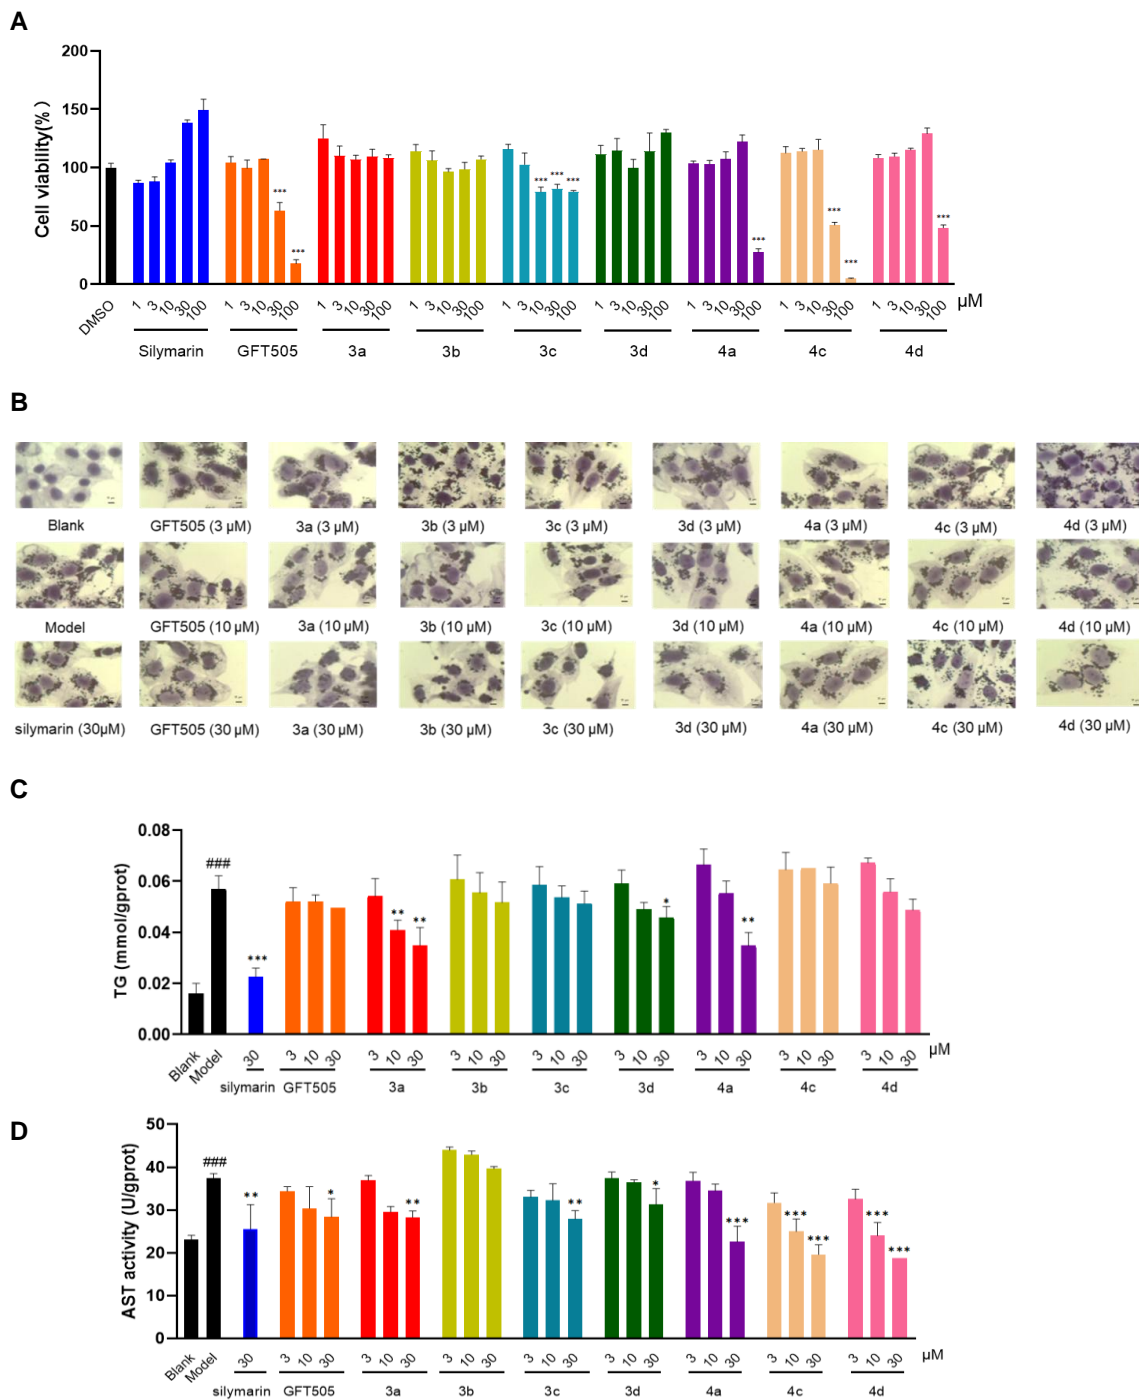 A
200
150
100
50
0
Cell viability(%)
*** *** *** *** *** *** *** *** ***
DMSO 1 3 10 30 100 1 3 10 30 100 1 3 10 30 100 1 3 10 30 100 1 3 10 30 100 1 3 10 30 100 1 3 10 30 100 1 3 10 30 100 1 3 10 30 100 μM
Silymarin GFT505 3a 3b 3c 3d 4a 4c 4d
B
Blank GFT505 (3 μM) 3a (3 μM) 3b (3 μM) 3c (3 μM) 3d (3 μM) 4a (3 μM) 4c (3 μM) 4d (3 μM)
Model GFT505 (10 μM) 3a (10 μM) 3b (10 μM) 3c (10 μM) 3d (10 μM) 4a (10 μM) 4c (10 μM) 4d (10 μM)
silymarin (30μM) GFT505 (30 μM) 3a (30 μM) 3b (30 μM) 3c (30 μM) 3d (30 μM) 4a (30 μM) 4c (30 μM) 4d (30 μM)
C
0.08
0.06
0.04
0.02
0.00
TG (mmol/gprot)
### *** ** ** * **
Blank Model 30 3 10 30 3 10 30 3 10 30 3 10 30 3 10 30 3 10 30 3 10 30 3 10 30 μM
silymarin GFT505 3a 3b 3c 3d 4a 4c 4d
D
50
40
30
20
10
0
AST activity (U/gprot)
### ** * ** ** * *** *** *** *** ***
Blank Model 30 3 10 30 3 10 30 3 10 30 3 10 30 3 10 30 3 10 30 3 10 30 3 10 30 μM
silymarin GFT505 3a 3b 3c 3d 4a 4c 4d